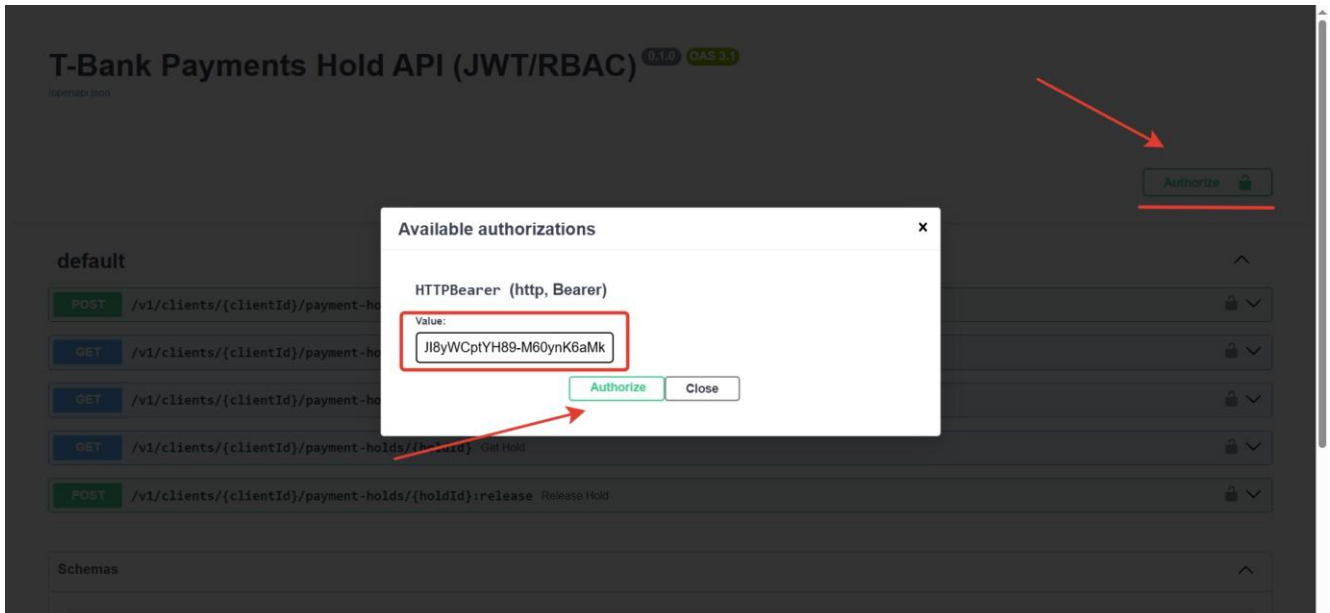 T-Bank Payments Hold API (JWT/RBAC) 0.1.0 OAS 3.1
/openapi.json
Authorize
Available authorizations x
default
HTTPBearer (http, Bearer)
POST /v1/clients/{clientId}/payment-ho
Value:
JI8yWCptYH89-M60ynK6aMk
GET /v1/clients/{clientId}/payment-ho
Authorize Close
GET /v1/clients/{clientId}/payment-ho
GET /v1/clients/{clientId}/payment-holds/{holdId} Get Hold
POST /v1/clients/{clientId}/payment-holds/{holdId}:release Release Hold
Schemas